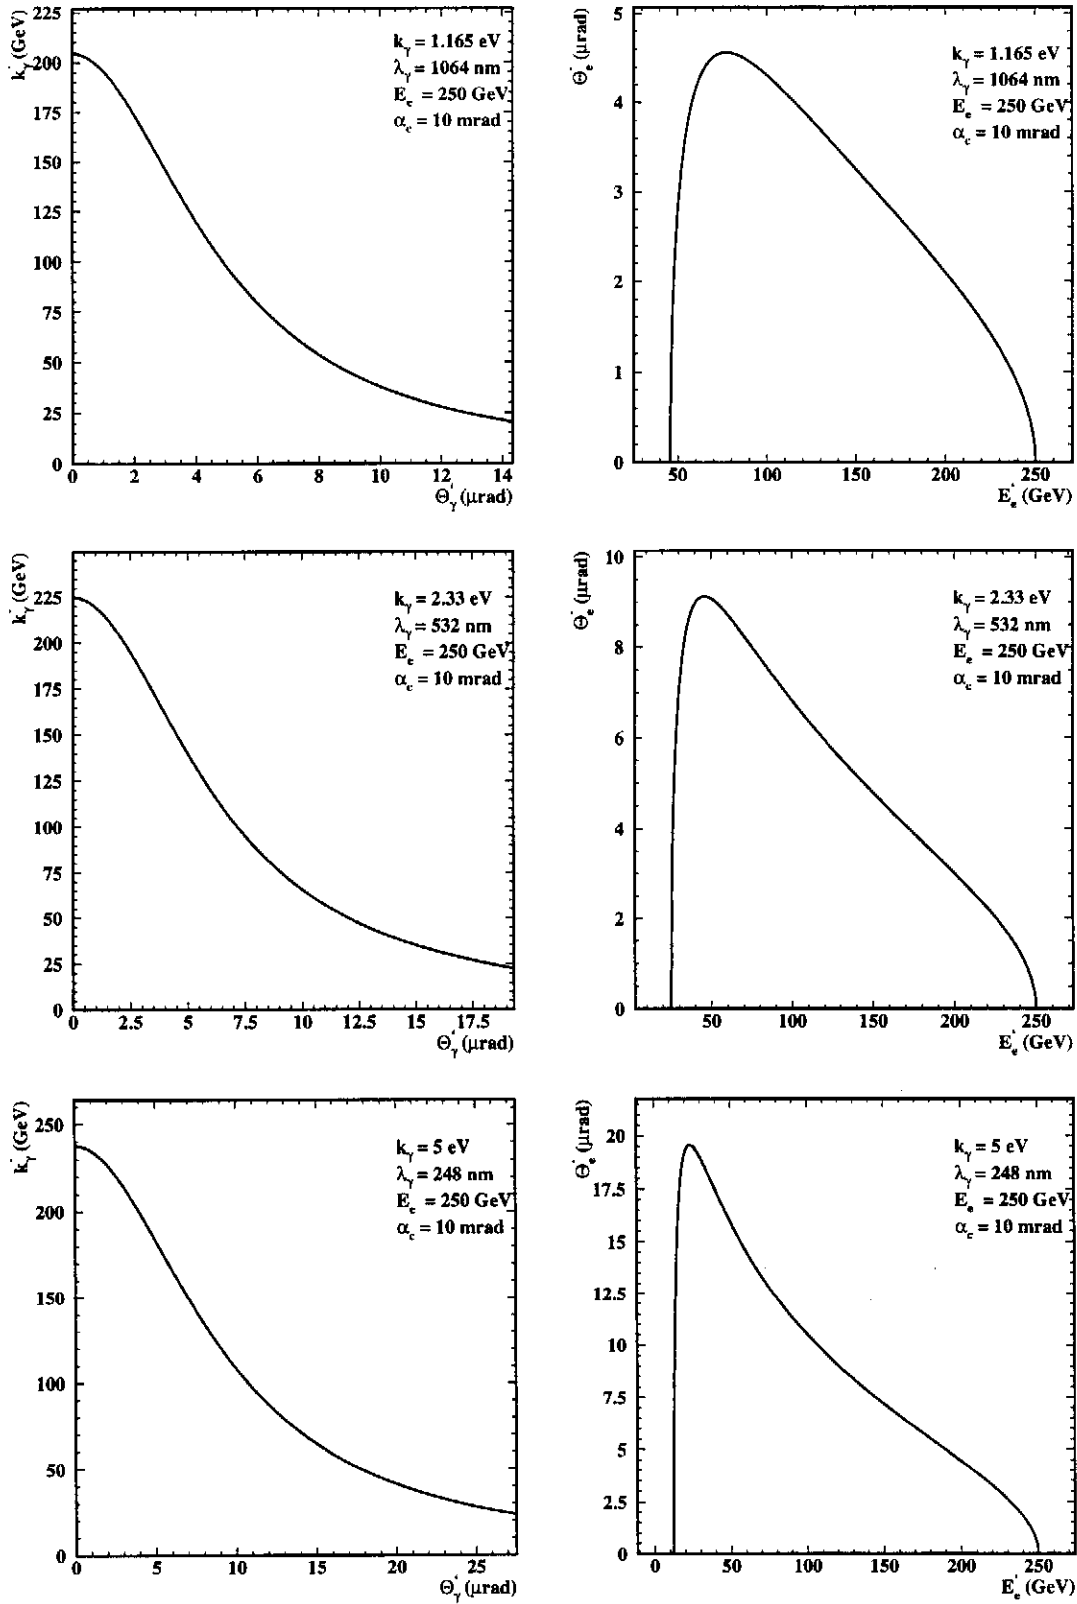 k'γ (GeV)
225
200
175
150
125
100
75
50
25
0
0 2 4 6 8 10 12 14
Θ'γ (μrad)
kγ = 1.165 eV
λγ = 1064 nm
Ee = 250 GeV
αc = 10 mrad
Θ'e (μrad)
5
4
3
2
1
0
50 100 150 200 250
E'e (GeV)
kγ = 1.165 eV
λγ = 1064 nm
Ee = 250 GeV
αc = 10 mrad
k'γ (GeV)
225
200
175
150
125
100
75
50
25
0
0 2.5 5 7.5 10 12.5 15 17.5
Θ'γ (μrad)
kγ = 2.33 eV
λγ = 532 nm
Ee = 250 GeV
αc = 10 mrad
Θ'e (μrad)
10
8
6
4
2
0
50 100 150 200 250
E'e (GeV)
kγ = 2.33 eV
λγ = 532 nm
Ee = 250 GeV
αc = 10 mrad
k'γ (GeV)
250
200
150
100
50
0
0 5 10 15 20 25
Θ'γ (μrad)
kγ = 5 eV
λγ = 248 nm
Ee = 250 GeV
αc = 10 mrad
Θ'e (μrad)
20
17.5
15
12.5
10
7.5
5
2.5
0
0 50 100 150 200 250
E'e (GeV)
kγ = 5 eV
λγ = 248 nm
Ee = 250 GeV
αc = 10 mrad